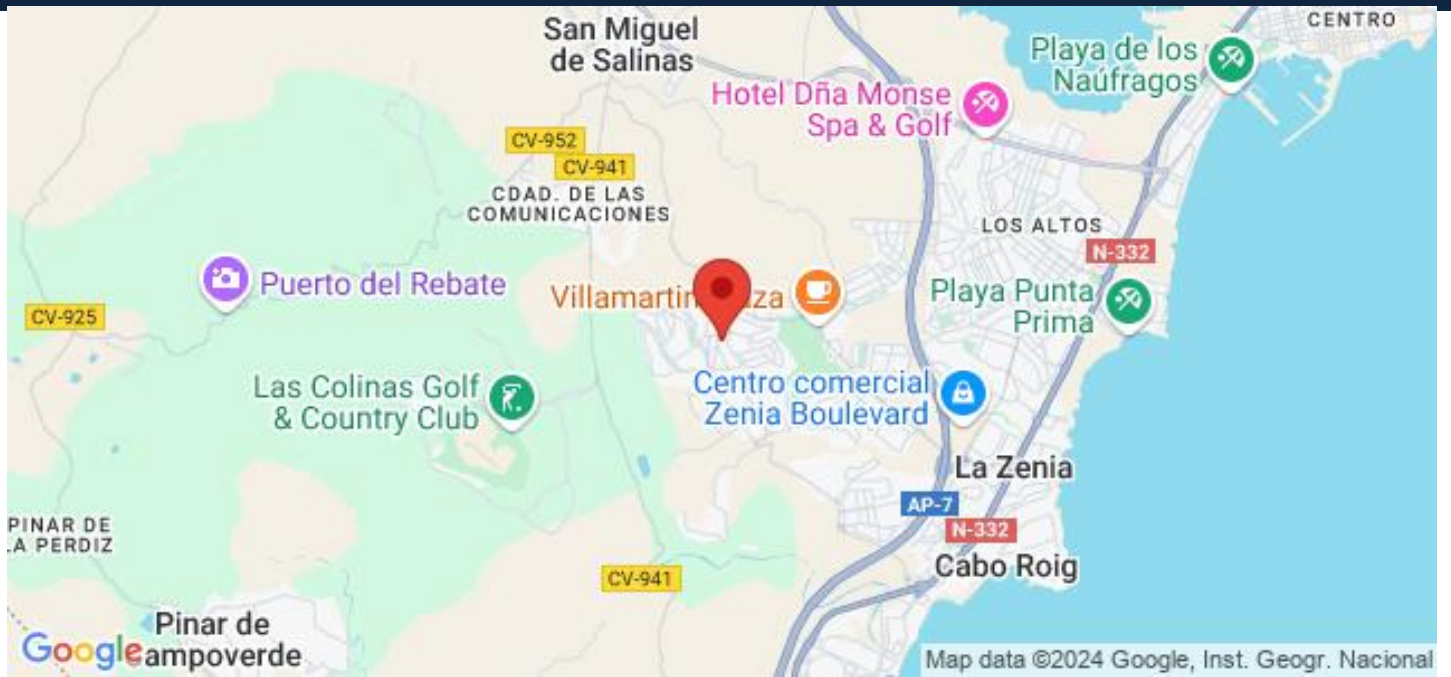 CENTRO
San Miguel
de Salinas
Playa de los
Naúfragos
Hotel Dña Monse
Spa & Golf
CV-952
CV-941
CDAD. DE LAS
COMUNICACIONES
LOS ALTOS
N-332
Puerto del Rebate
Villamartin
aza
Playa Punta
Prima
CV-925
Las Colinas Golf
& Country Club
Centro comercial
Zenia Boulevard
La Zenia
AP-7
N-332
PINAR DE
LA PERDIZ
CV-941
Cabo Roig
Pinar de
ampoverde
Google
Map data ©2024 Google, Inst. Geogr. Nacional